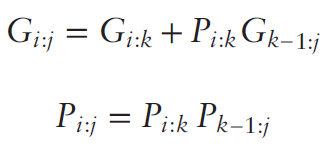 G_{i:j} = G_{i:k} + P_{i:k} G_{k-1:j}
P_{i:j} = P_{i:k} P_{k-1:j}